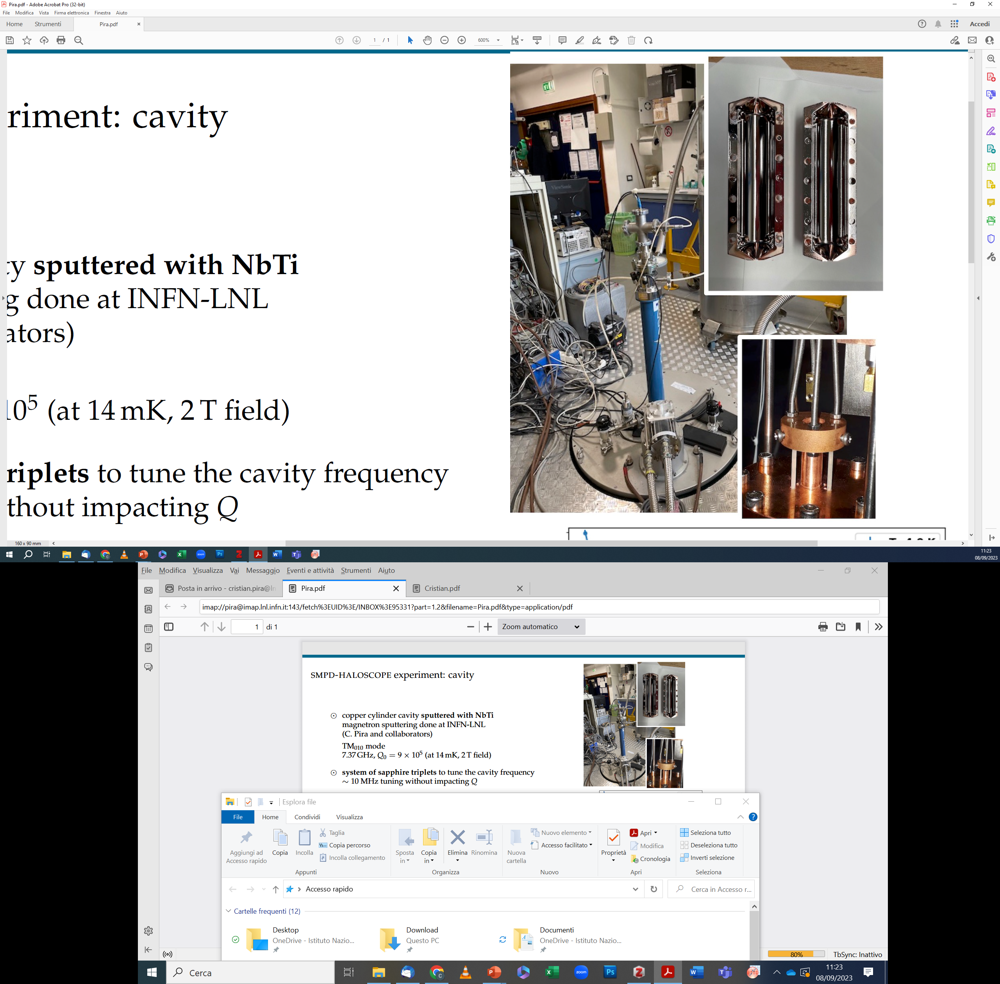 Pira.pdf - Adobe Acrobat Pro (32-bit)
File Modifica Vista Firma elettronica Finestra Aiuto
Home Strumenti Pira.pdf Accedi
1 / 1 600%
riment: cavity
ty sputtered with NbTi
g done at INFN-LNL
ators)
10⁵ (at 14 mK, 2 T field)
riplets to tune the cavity frequency
thout impacting Q
ViewSonic
160 x 90 mm
11:23
08/09/2023
File Modifica Visualizza Vai Messaggio Eventi e attività Strumenti Aiuto
Posta in arrivo - cristian.pira@ln Pira.pdf Cristian.pdf
imap://pira@imap.lnl.infn.it:143/fetch%3EUID%3E/INBOX%3E95331?part=1.2&filename=Pira.pdf&type=application/pdf
1 di 1 Zoom automatico
SMPD-HALOSCOPE experiment: cavity
⊙ copper cylinder cavity sputtered with NbTi
magnetron sputtering done at INFN-LNL
(C. Pira and collaborators)
TM₀₁₀ mode
7.37 GHz, Q₀ = 9 × 10⁵ (at 14 mK, 2 T field)
⊙ system of sapphire triplets to tune the cavity frequency
∼ 10 MHz tuning without impacting Q
Esplora file
File Home Condividi Visualizza
Aggiungi ad
Accesso rapido
Copia
Incolla
Taglia
Copia percorso
Incolla collegamento
Appunti
Sposta
in
Copia
in
Elimina
Rinomina
Organizza
Nuova
cartella
Nuovo elemento
Accesso facilitato
Nuovo
Proprietà
Apri
Modifica
Cronologia
Apri
Seleziona tutto
Deseleziona tutto
Inverti selezione
Seleziona
Accesso rapido
Cerca in Accesso r...
Cartelle frequenti (12)
Desktop
OneDrive - Istituto Nazio...
Download
Questo PC
Documenti
OneDrive - Istituto Nazio...
80% TbSync: Inattivo
Cerca
zoom
Ps
11:23
08/09/2023